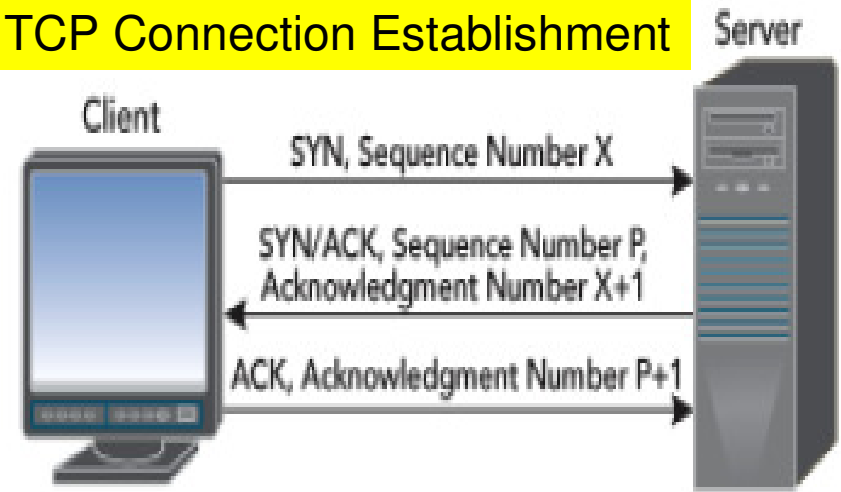 TCP Connection Establishment
Server
Client
SYN, Sequence Number X
SYN/ACK, Sequence Number P,
Acknowledgment Number X+1
ACK, Acknowledgment Number P+1